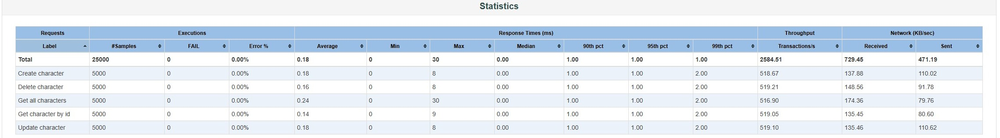 Statistics
Requests Executions Response Times (ms) Throughput Network (KB/sec)
Label #Samples FAIL Error % Average Min Max Median 90th pct 95th pct 99th pct Transactions/s Received Sent
Total 25000 0 0.00% 0.18 0 30 0.00 1.00 1.00 1.00 2584.51 729.45 471.19
Create character 5000 0 0.00% 0.18 0 8 0.00 1.00 1.00 2.00 518.67 137.88 110.02
Delete character 5000 0 0.00% 0.16 0 8 0.00 1.00 1.00 2.00 519.21 148.56 91.78
Get all characters 5000 0 0.00% 0.24 0 30 0.00 1.00 1.00 2.00 516.90 174.36 79.76
Get character by id 5000 0 0.00% 0.14 0 9 0.00 1.00 1.00 2.00 519.05 135.45 80.60
Update character 5000 0 0.00% 0.18 0 8 0.00 1.00 1.00 2.00 519.10 135.46 110.62